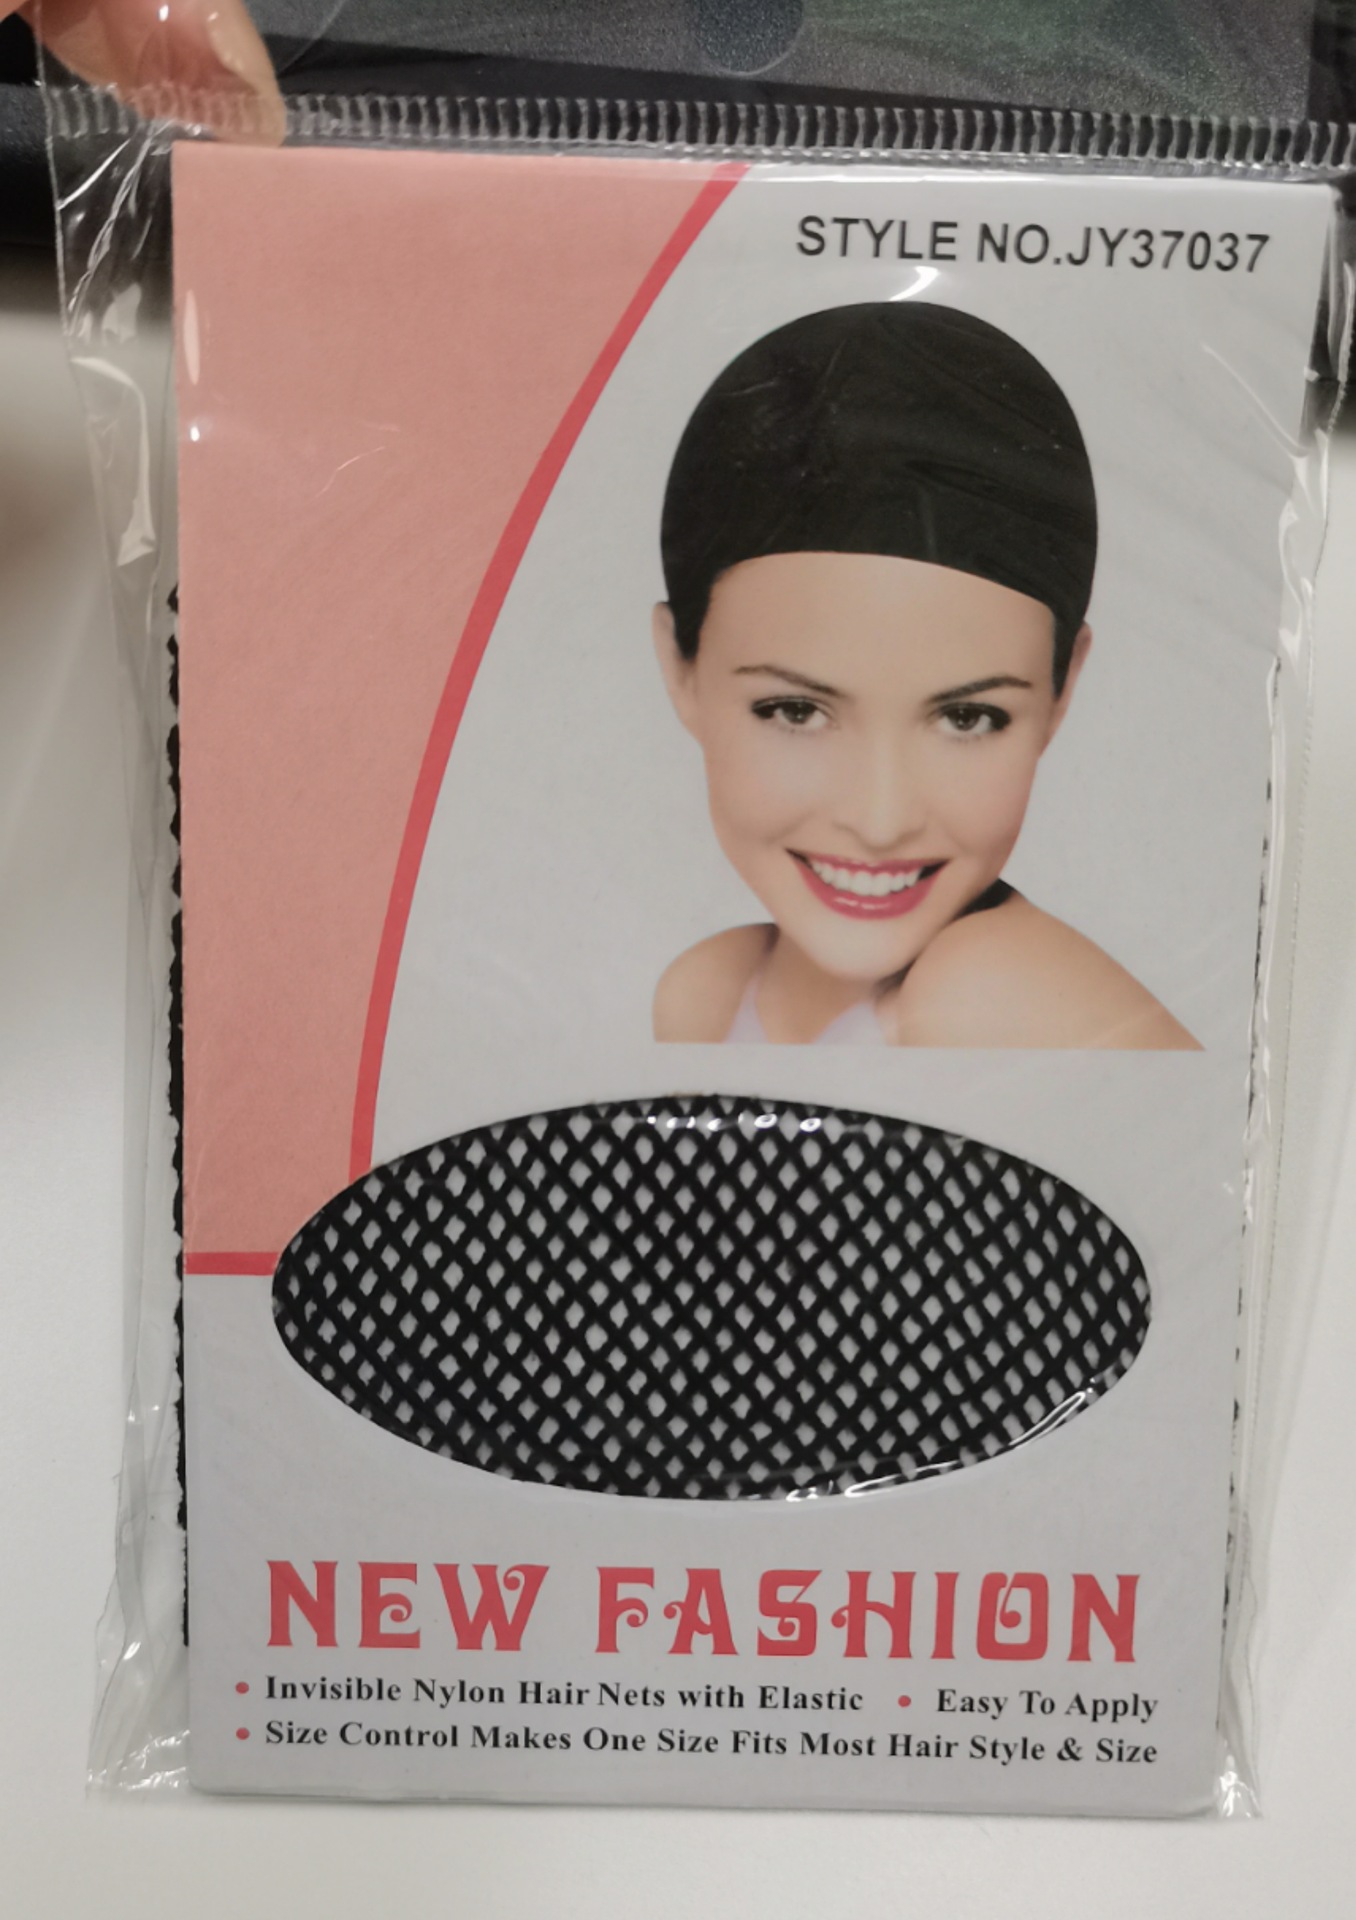 STYLE NO.JY37037
NEW FASHION
• Invisible Nylon Hair Nets with Elastic • Easy To Apply
• Size Control Makes One Size Fits Most Hair Style & Size